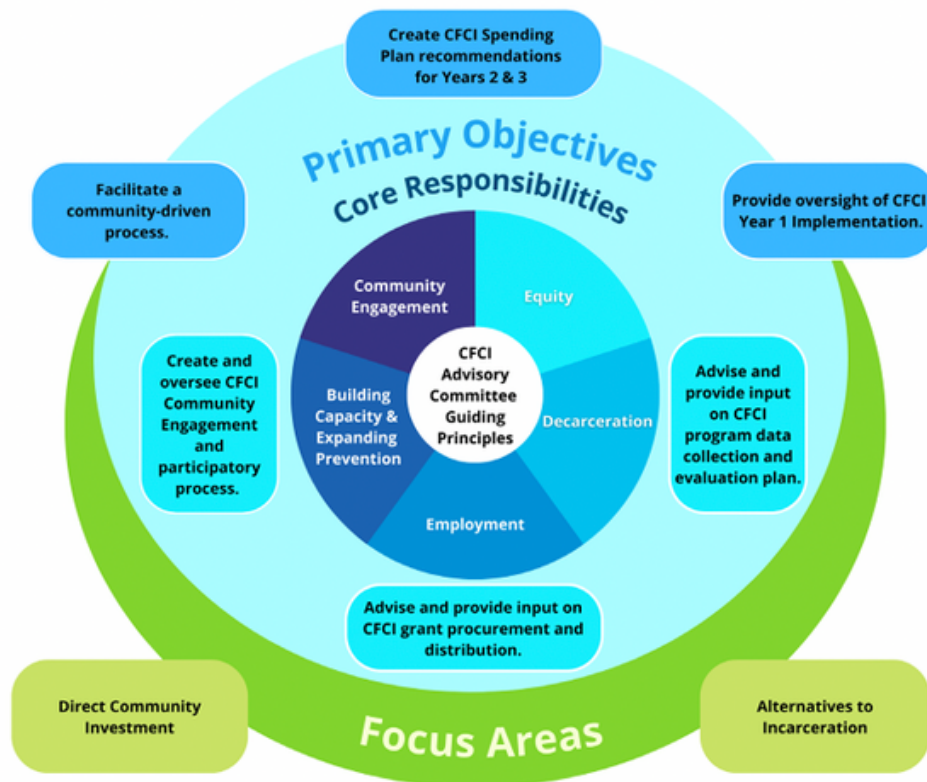 Create CFCI Spending
Plan recommendations
for Years 2 & 3
Primary Objectives
Core Responsibilities
Facilitate a
community-driven
process.
Provide oversight of CFCI
Year 1 Implementation.
Community
Engagement
Equity
Create and
oversee CFCI
Community
Engagement
and
participatory
process.
Building
Capacity &
Expanding
Prevention
CFCI
Advisory
Committee
Guiding
Principles
Decarceration
Advise and
provide input
on CFCI
program data
collection and
evaluation plan.
Employment
Advise and provide input on
CFCI grant procurement and
distribution.
Direct Community
Investment
Focus Areas
Alternatives to
Incarceration